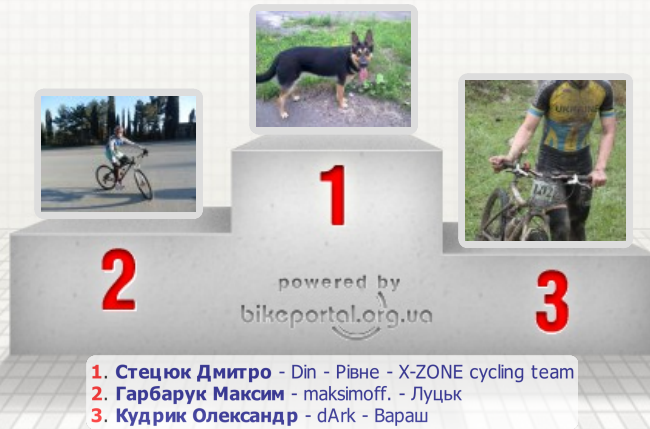 1
2
3
powered by
bikeportal.org.ua
UKRAINE
1. Стецюк Дмитро - Din - Рівне - X-ZONE cycling team
2. Гарбарук Максим - maksimoff. - Луцьк
3. Кудрик Олександр - dArk - Вараш